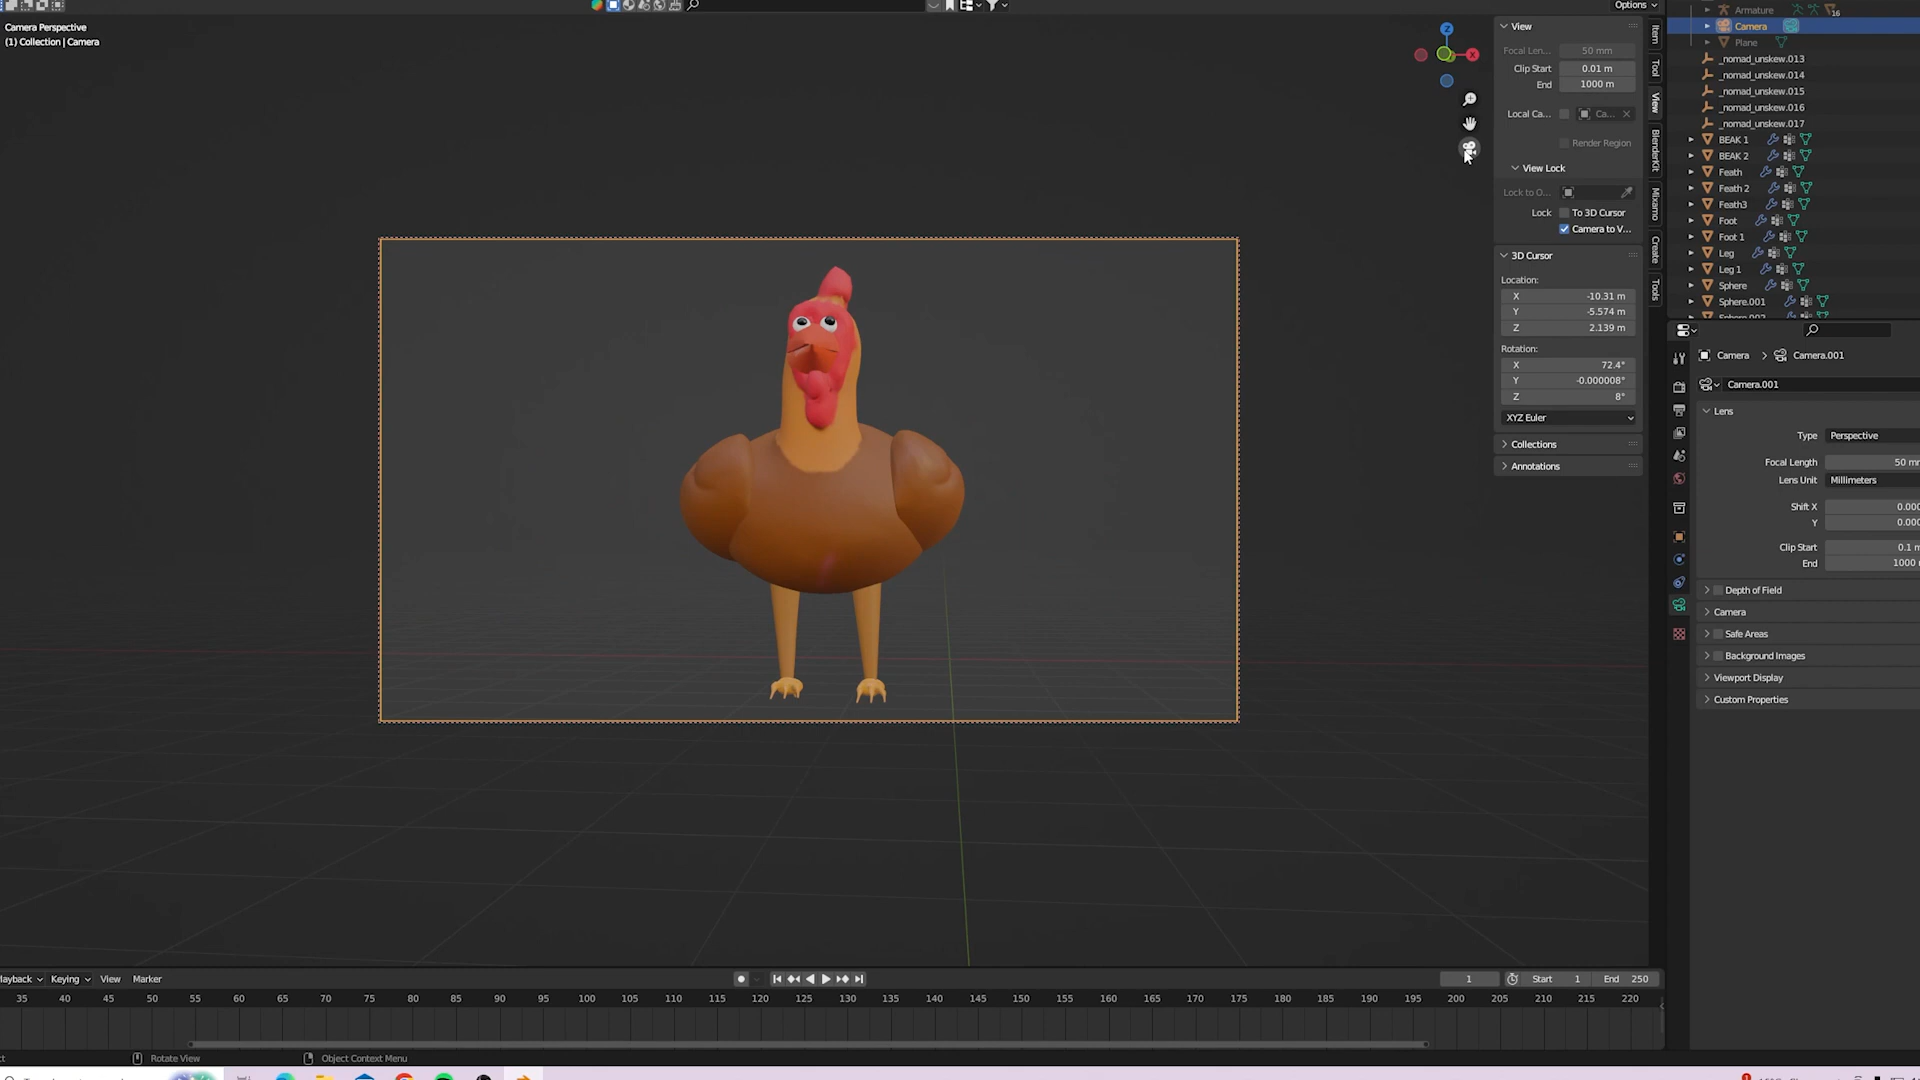 Options
Camera Perspective
(1) Collection | Camera
View
Focal Len... 50 mm
Clip Start 0.01 m
End 1000 m
Local Ca... Ca...
Render Region
View Lock
Lock to O...
Lock To 3D Cursor
Camera to V...
3D Cursor
Location:
X -10.31 m
Y -5.574 m
Z 2.139 m
Rotation:
X 72.4°
Y -0.000008°
Z 8°
XYZ Euler
Collections
Annotations
Item
Tool
View
BlenderKit
Mixamo
Create
Tools
Z
X
Armature 16
Camera
Plane
_nomad_unskew.013
_nomad_unskew.014
_nomad_unskew.015
_nomad_unskew.016
_nomad_unskew.017
BEAK 1
BEAK 2
Feath
Feath 2
Feath3
Foot
Foot 1
Leg
Leg 1
Sphere
Sphere.001
Camera > Camera.001
Camera.001
Lens
Type Perspective
Focal Length 50 mm
Lens Unit Millimeters
Shift X 0.000
Y 0.000
Clip Start 0.1 m
End 1000
Depth of Field
Camera
Safe Areas
Background Images
Viewport Display
Custom Properties
layback Keying View Marker
1 Start 1 End 250
35 40 45 50 55 60 65 70 75 80 85 90 95 100 105 110 115 120 125 130 135 140 145 150 155 160 165 170 175 180 185 190 195 200 205 210 215 220
ct Rotate View Object Context Menu